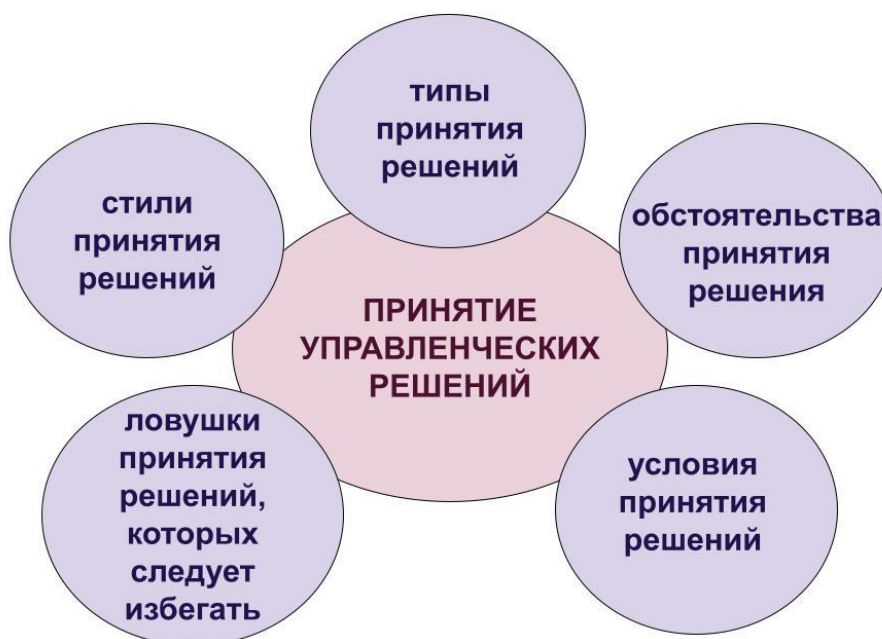 типы
принятия
решений
стили
принятия
решений
обстоятельства
принятия
решения
ПРИНЯТИЕ
УПРАВЛЕНЧЕСКИХ
РЕШЕНИЙ
ловушки
принятия
решений,
которых
следует
избегать
условия
принятия
решений